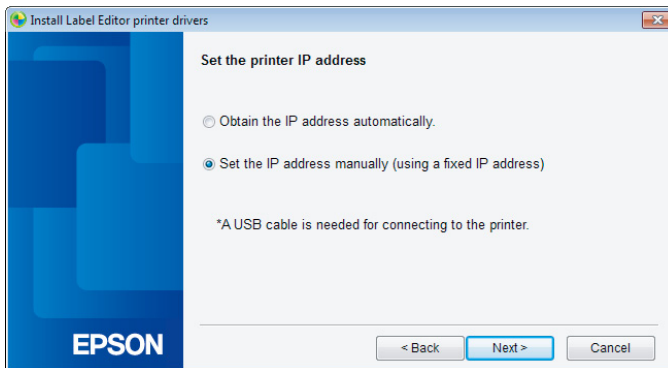 Install Label Editor printer drivers
Set the printer IP address
Obtain the IP address automatically.
Set the IP address manually (using a fixed IP address)
*A USB cable is needed for connecting to the printer.
EPSON
< Back
Next >
Cancel